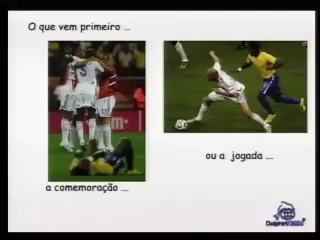 O que vem primeiro ...
ou a jogada ...
a comemoração ...